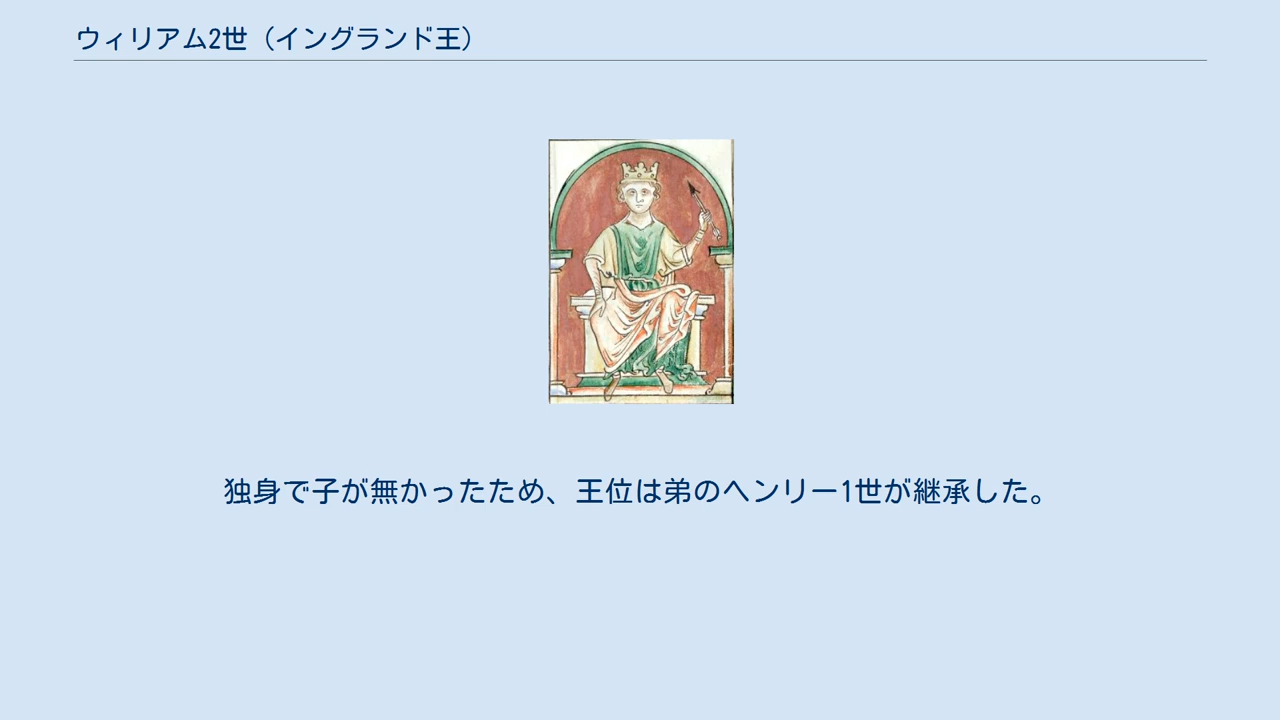 ウィリアム2世（イングランド王）
独身で子が無かったため、王位は弟のヘンリー1世が継承した。